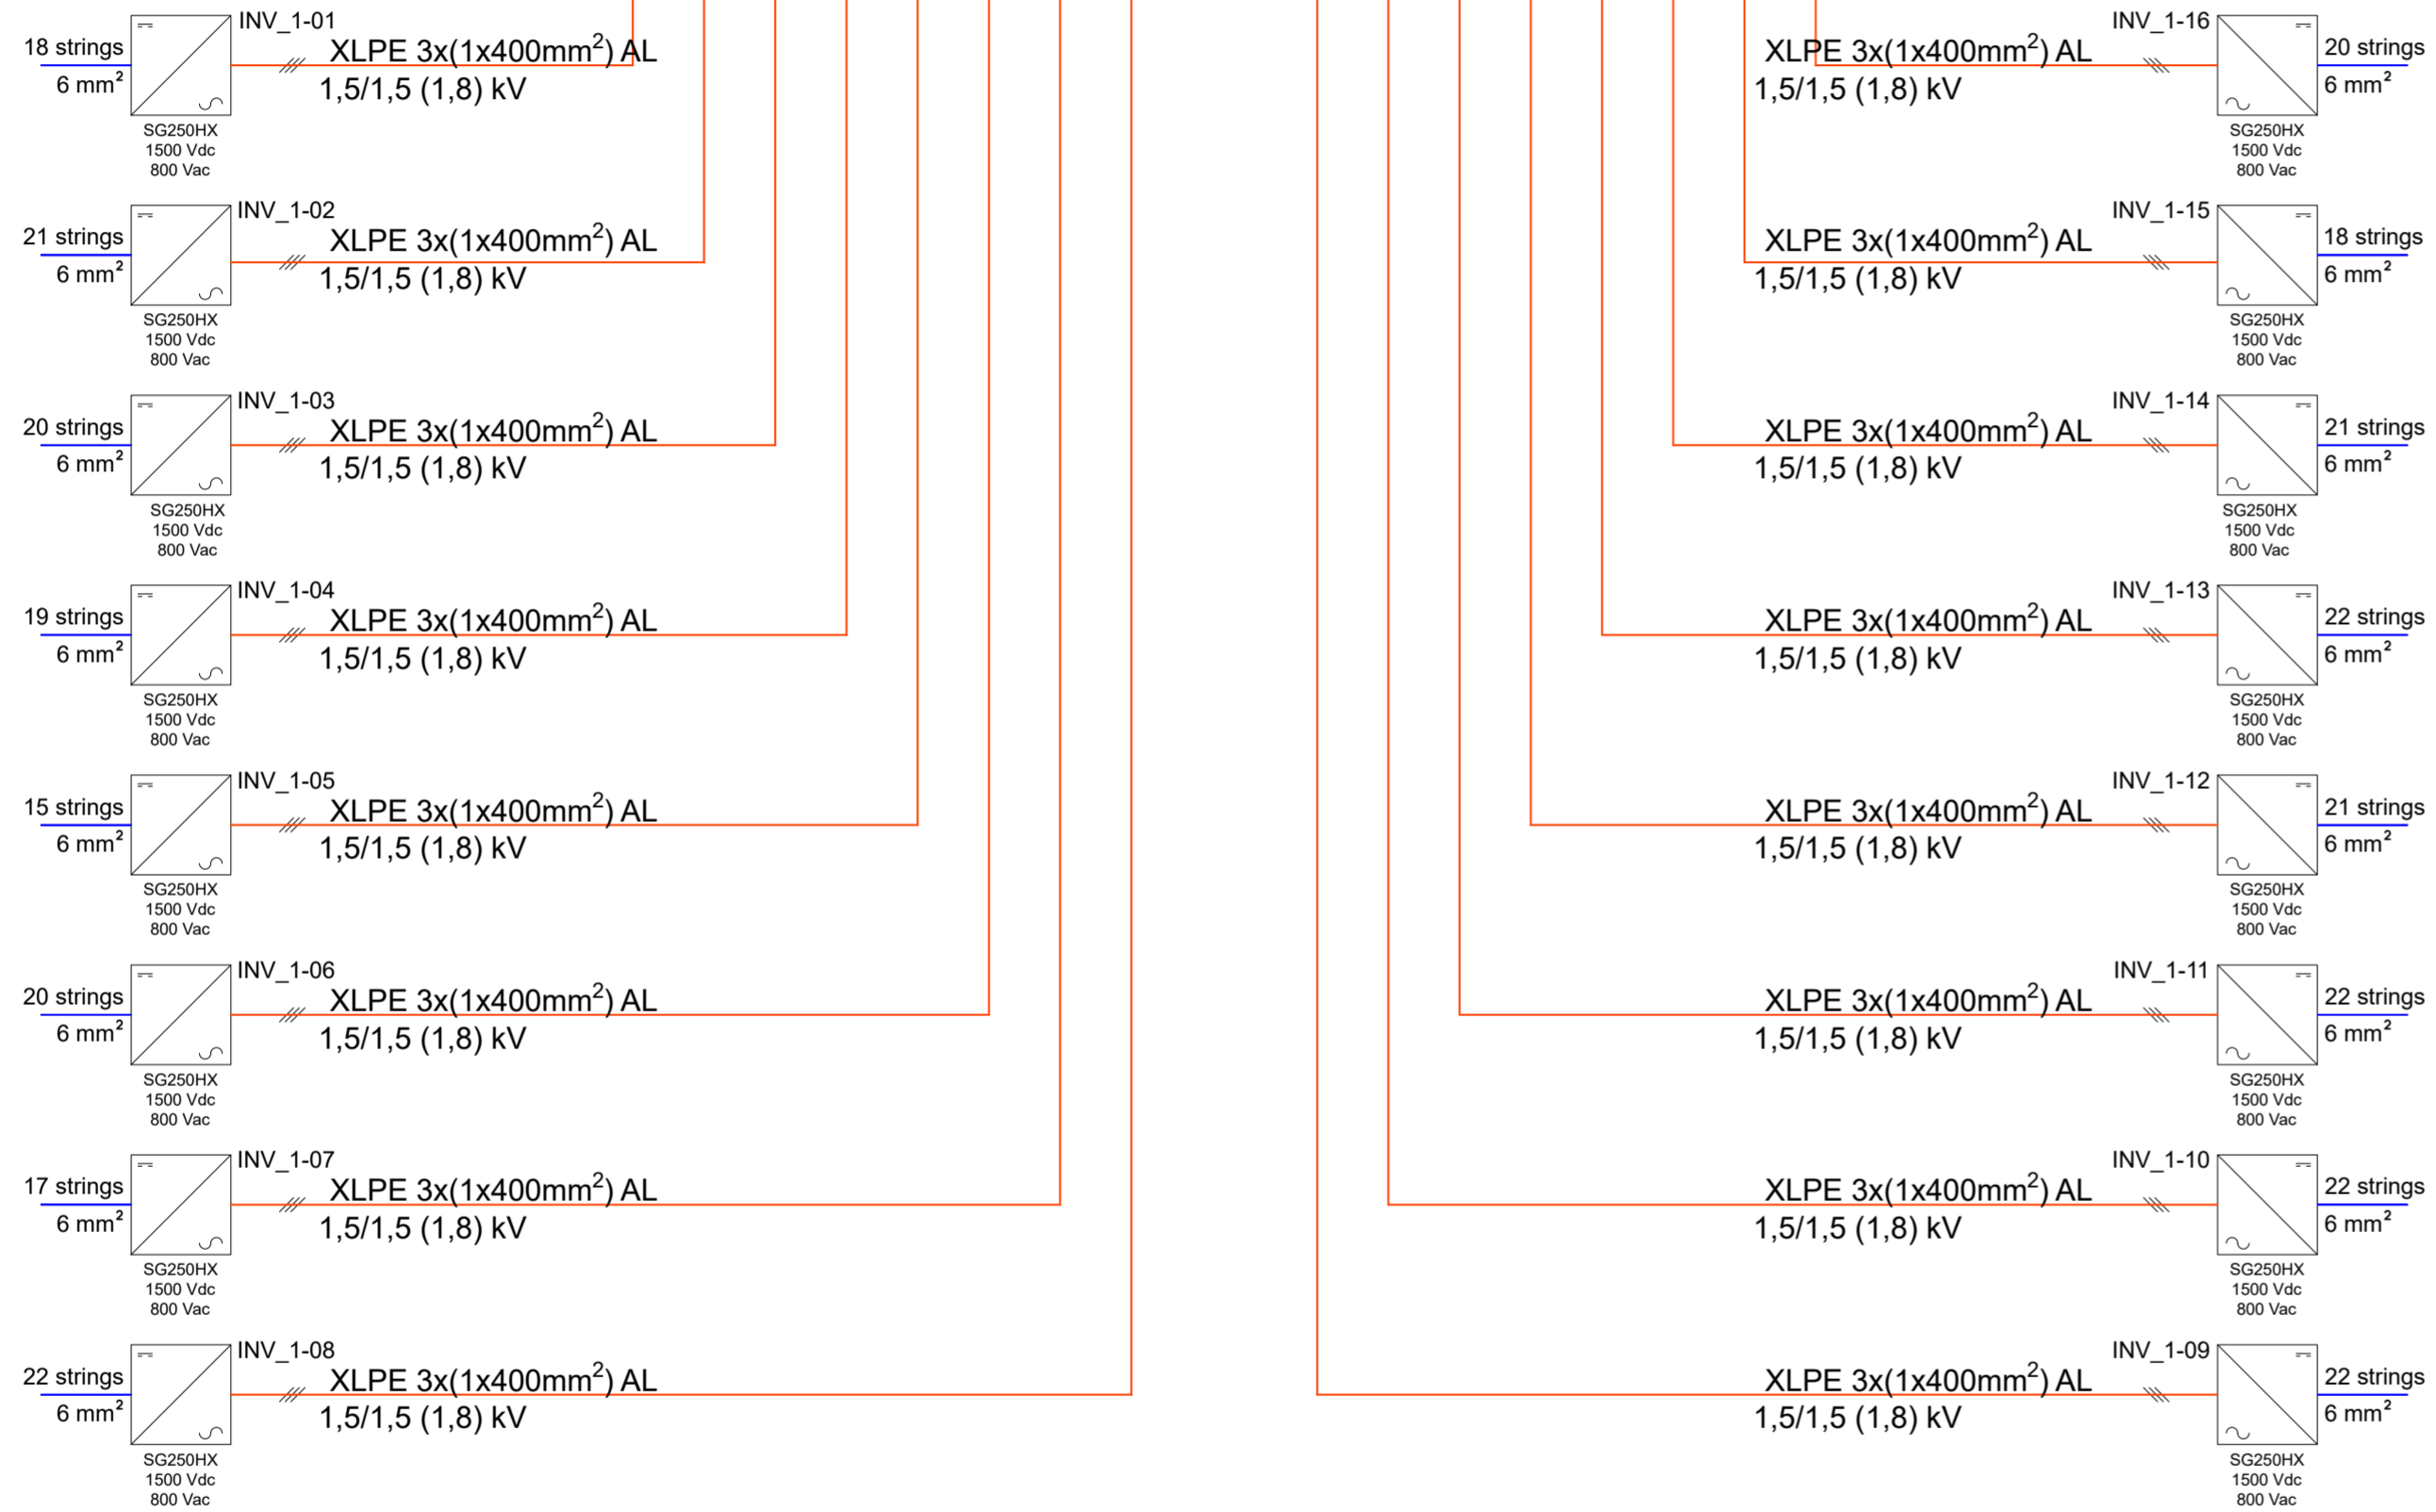 INV_1-01
18 strings
XLPE 3x(1x400mm²) AL
6 mm²
1,5/1,5 (1,8) kV
SG250HX
1500 Vdc
800 Vac
INV_1-02
21 strings
XLPE 3x(1x400mm²) AL
6 mm²
1,5/1,5 (1,8) kV
SG250HX
1500 Vdc
800 Vac
INV_1-03
20 strings
XLPE 3x(1x400mm²) AL
6 mm²
1,5/1,5 (1,8) kV
SG250HX
1500 Vdc
800 Vac
INV_1-04
19 strings
XLPE 3x(1x400mm²) AL
6 mm²
1,5/1,5 (1,8) kV
SG250HX
1500 Vdc
800 Vac
INV_1-05
15 strings
XLPE 3x(1x400mm²) AL
6 mm²
1,5/1,5 (1,8) kV
SG250HX
1500 Vdc
800 Vac
INV_1-06
20 strings
XLPE 3x(1x400mm²) AL
6 mm²
1,5/1,5 (1,8) kV
SG250HX
1500 Vdc
800 Vac
INV_1-07
17 strings
XLPE 3x(1x400mm²) AL
6 mm²
1,5/1,5 (1,8) kV
SG250HX
1500 Vdc
800 Vac
INV_1-08
22 strings
XLPE 3x(1x400mm²) AL
6 mm²
1,5/1,5 (1,8) kV
SG250HX
1500 Vdc
800 Vac
INV_1-16
XLPE 3x(1x400mm²) AL
20 strings
1,5/1,5 (1,8) kV
6 mm²
SG250HX
1500 Vdc
800 Vac
INV_1-15
XLPE 3x(1x400mm²) AL
18 strings
1,5/1,5 (1,8) kV
6 mm²
SG250HX
1500 Vdc
800 Vac
INV_1-14
XLPE 3x(1x400mm²) AL
21 strings
1,5/1,5 (1,8) kV
6 mm²
SG250HX
1500 Vdc
800 Vac
INV_1-13
XLPE 3x(1x400mm²) AL
22 strings
1,5/1,5 (1,8) kV
6 mm²
SG250HX
1500 Vdc
800 Vac
INV_1-12
XLPE 3x(1x400mm²) AL
21 strings
1,5/1,5 (1,8) kV
6 mm²
SG250HX
1500 Vdc
800 Vac
INV_1-11
XLPE 3x(1x400mm²) AL
22 strings
1,5/1,5 (1,8) kV
6 mm²
SG250HX
1500 Vdc
800 Vac
INV_1-10
XLPE 3x(1x400mm²) AL
22 strings
1,5/1,5 (1,8) kV
6 mm²
SG250HX
1500 Vdc
800 Vac
INV_1-09
XLPE 3x(1x400mm²) AL
22 strings
1,5/1,5 (1,8) kV
6 mm²
SG250HX
1500 Vdc
800 Vac